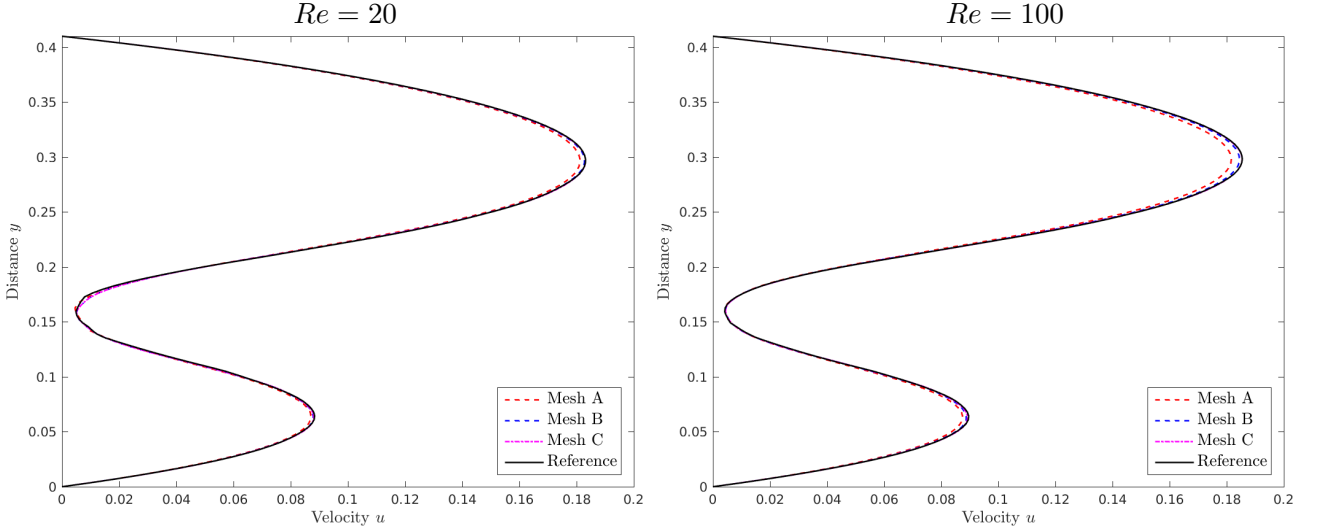 Re = 20
0.4
0.35
0.3
0.25
0.2
0.15
0.1
0.05
0
Distance y
0 0.02 0.04 0.06 0.08 0.1 0.12 0.14 0.16 0.18 0.2
Velocity u
Mesh A
Mesh B
Mesh C
Reference
Re = 100
0.4
0.35
0.3
0.25
0.2
0.15
0.1
0.05
0
Distance y
0 0.02 0.04 0.06 0.08 0.1 0.12 0.14 0.16 0.18 0.2
Velocity u
Mesh A
Mesh B
Mesh C
Reference